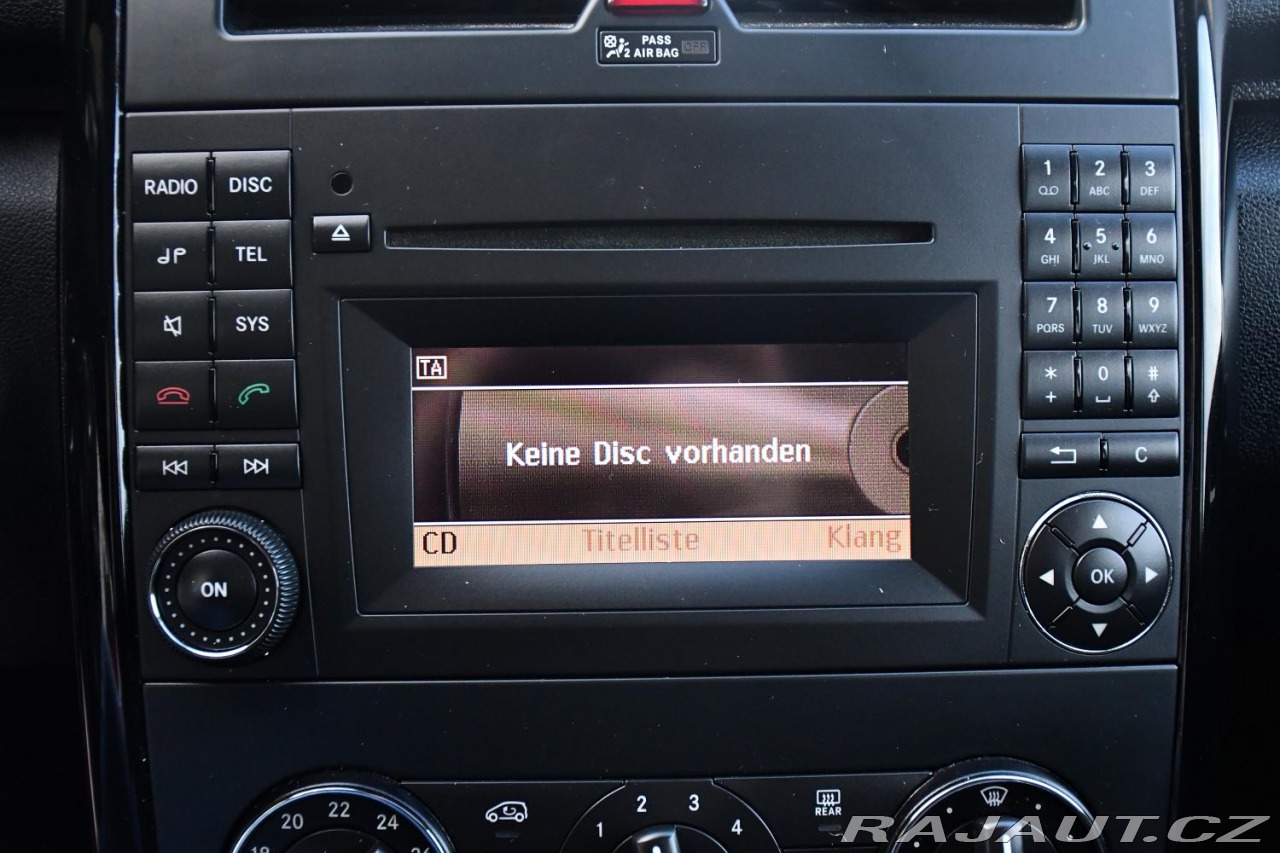 PASS
2 AIR BAG OFF
RADIO DISC
TEL
SYS
ON
TA
Keine Disc vorhanden
CD Titelliste Klang
1 2 3
ABC DEF
4 5 6
GHI JKL MNO
7 8 9
PQRS TUV WXYZ
* 0 #
+
C
OK
20 22 24
1 2 3 4
REAR
RAJAUT.CZ